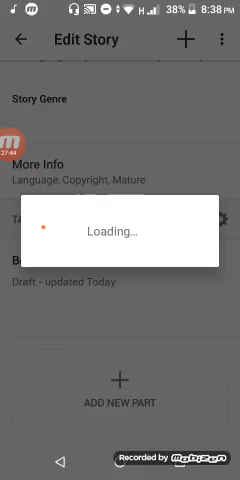 38% 8:38 PM
Edit Story
Story Genre
27:44
More Info
Language, Copyright, Mature
Loading...
Draft - updated Today
ADD NEW PART
Recorded by mobizen